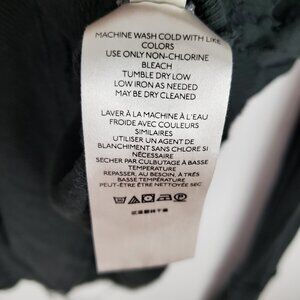 MACHINE WASH COLD WITH LIKE
COLORS
USE ONLY NON-CHLORINE
BLEACH
TUMBLE DRY LOW
LOW IRON AS NEEDED
MAY BE DRY CLEANED
LAVER À LA MACHINE À L'EAU
FROIDE AVEC COULEURS
SIMILAIRES
UTILISER UN AGENT DE
BLANCHIMENT SANS CHLORE SI
NÉCESSAIRE
SECHER PAR CULBUTAGE À BASSE
TEMPERATURE
REPASSER, AU BESOIN, À TRÈS
BASSE TEMPÉRATURE
PEUT-ÊTRE ÊTRE NETTOYÉE SEC